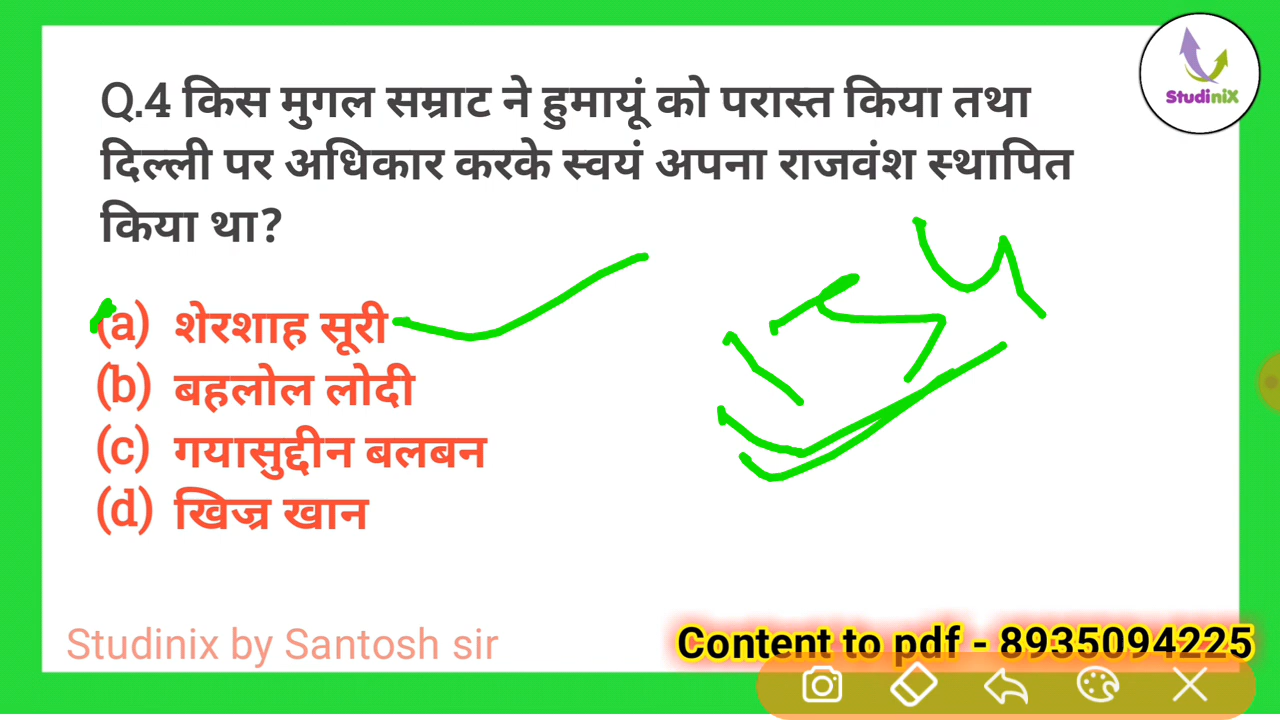 StudiniX
Q.4 किस मुगल सम्राट ने हुमायूं को परास्त किया तथा
दिल्ली पर अधिकार करके स्वयं अपना राजवंश स्थापित
किया था?
(a) शेरशाह सूरी
(b) बहलोल लोदी
(c) गयासुद्दीन बलबन
(d) खिज्र खान
Studinix by Santosh sir
Content to pdf - 8935094225